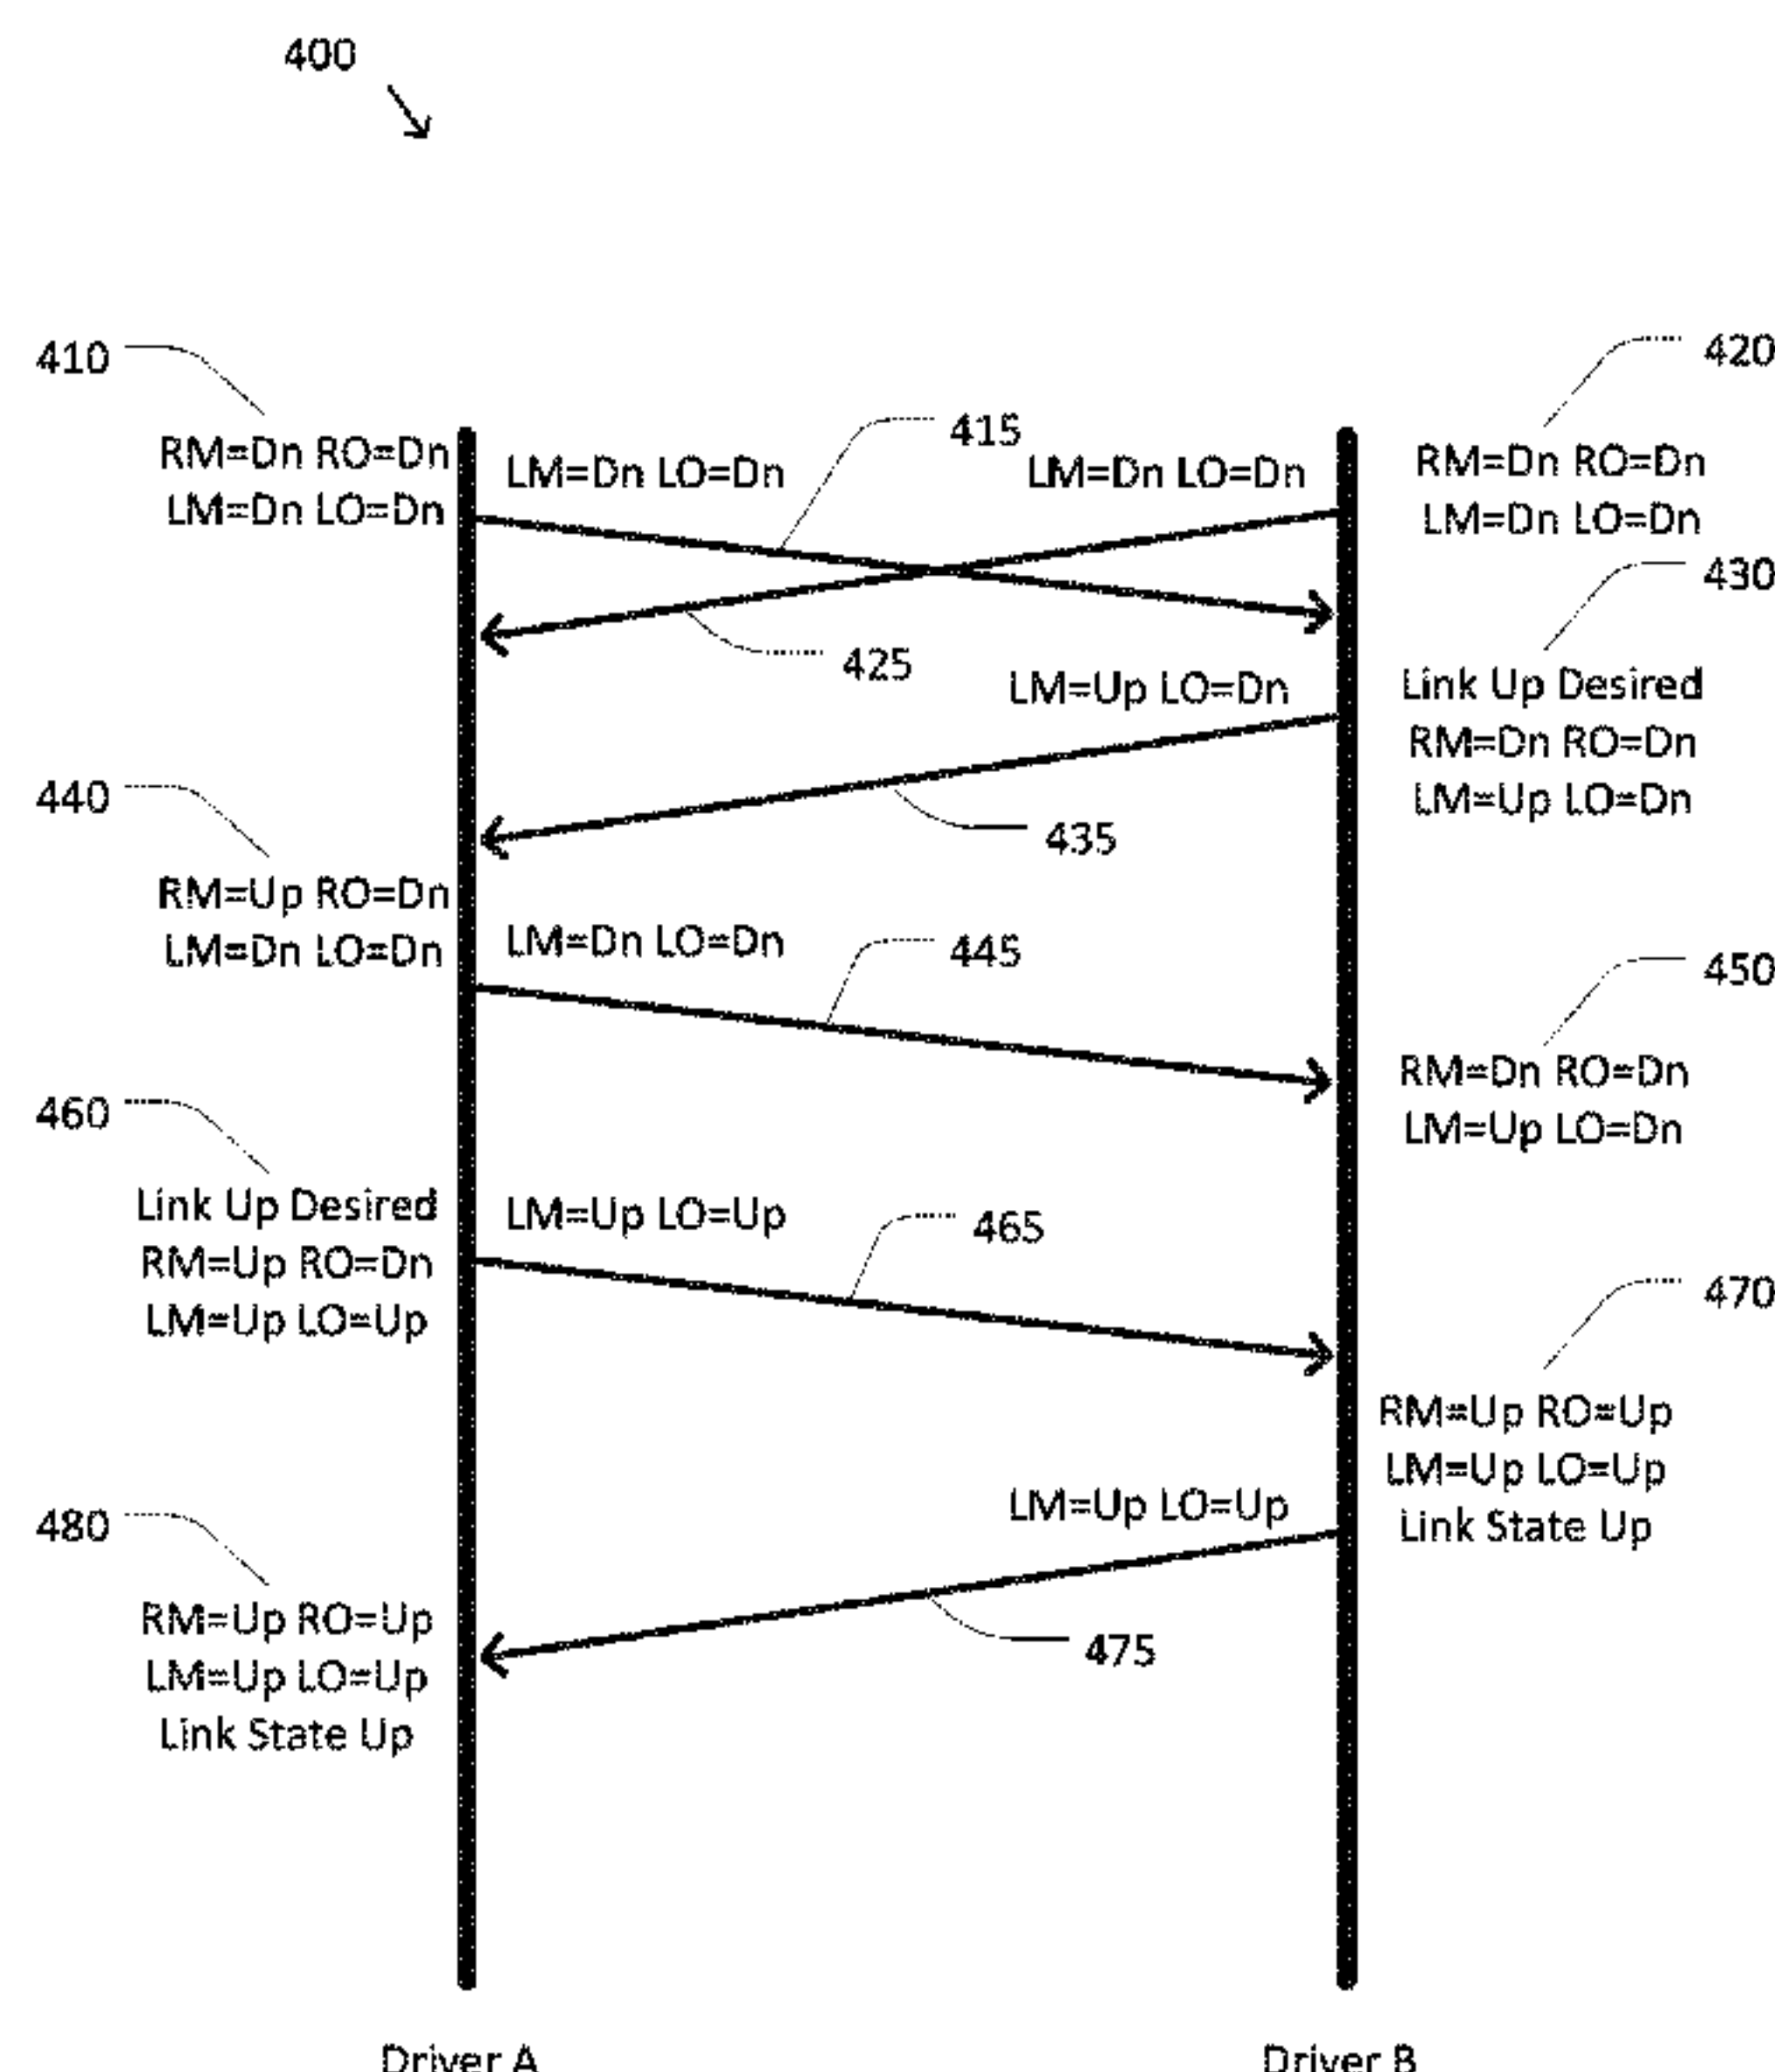 400
410
420
415
RM=Dn RO=Dn
LM=Dn LO=Dn
LM=Dn LO=Dn
LM=Dn LO=Dn
RM=Dn RO=Dn
LM=Dn LO=Dn
430
425
LM=Up LO=Dn
Link Up Desired
RM=Dn RO=Dn
LM=Up LO=Dn
440
435
RM=Up RO=Dn
LM=Dn LO=Dn
LM=Dn LO=Dn
445
450
RM=Dn RO=Dn
LM=Up LO=Dn
460
Link Up Desired
RM=Up RO=Dn
LM=Up LO=Up
LM=Up LO=Up
465
470
RM=Up RO=Up
LM=Up LO=Up
Link State Up
LM=Up LO=Up
480
475
RM=Up RO=Up
LM=Up LO=Up
Link State Up
Driver A
Driver B